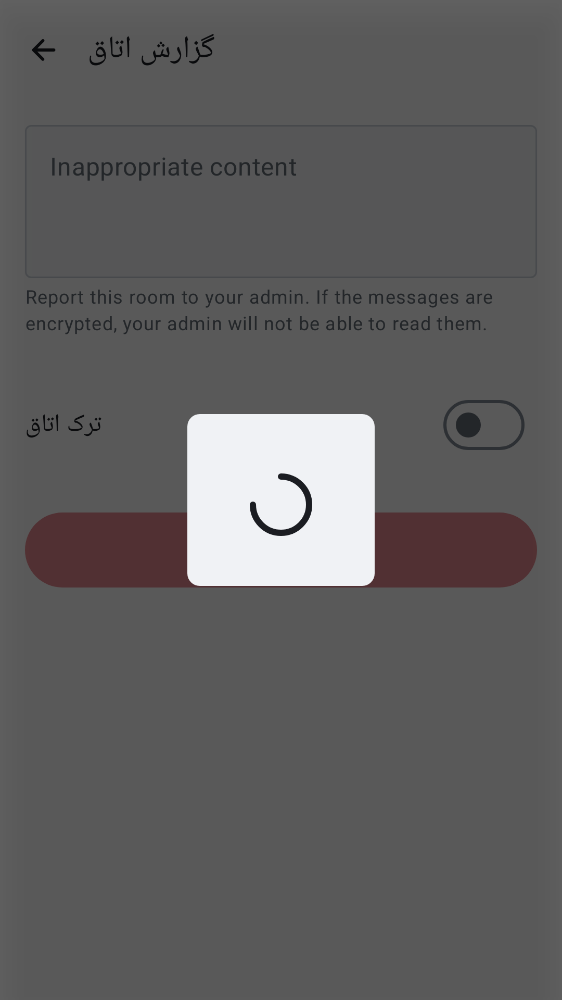 گزارش اتاق
Inappropriate content
Report this room to your admin. If the messages are
encrypted, your admin will not be able to read them.
ترک اتاق